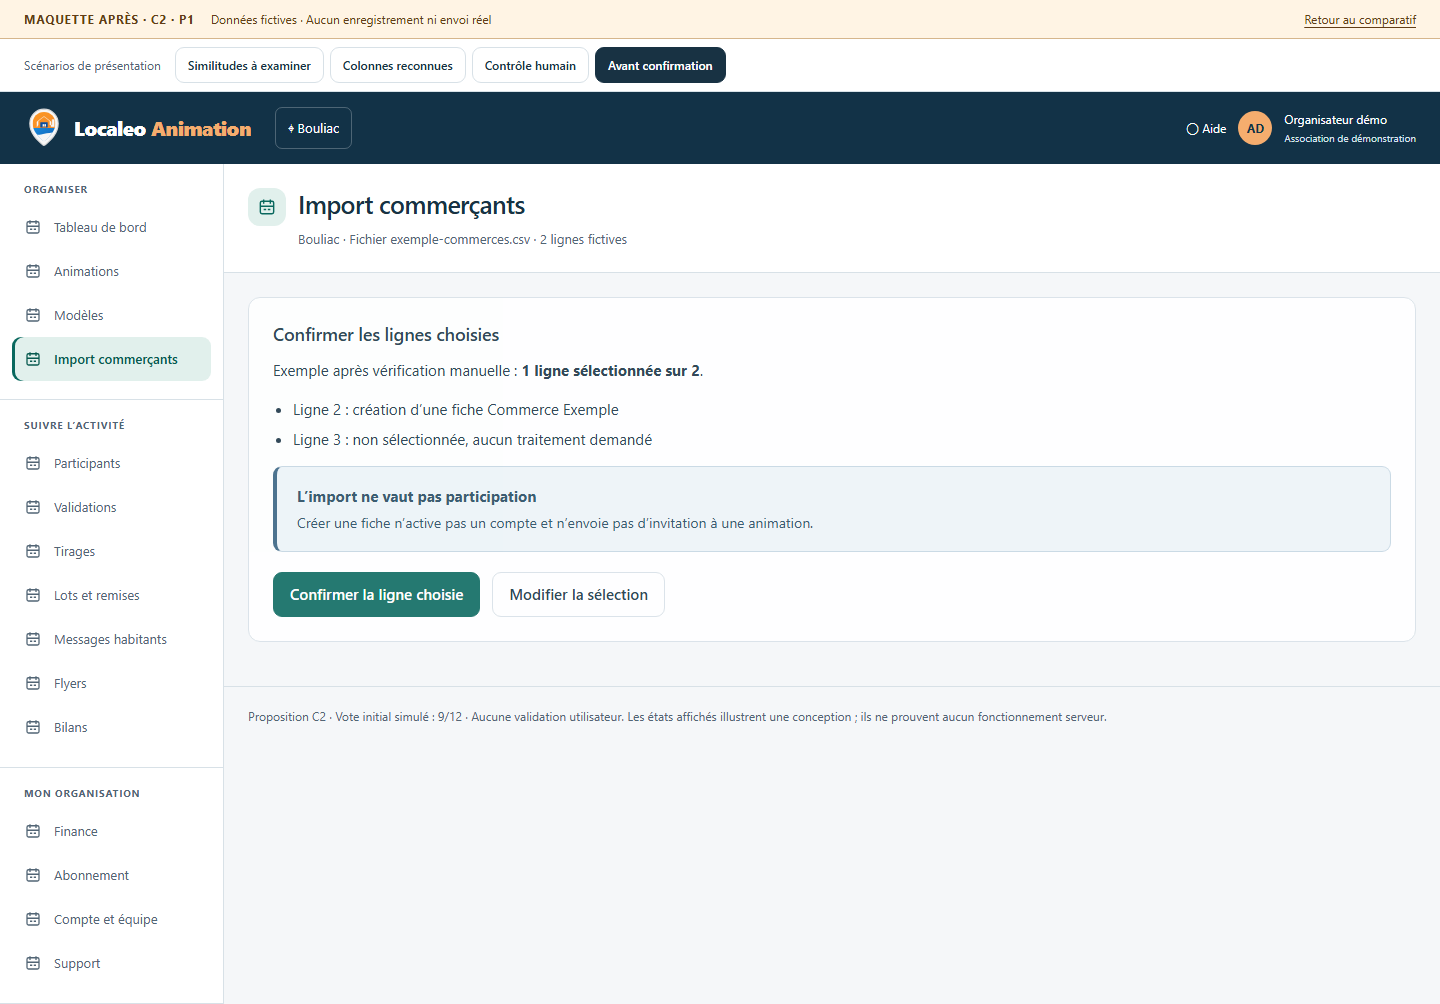 MAQUETTE APRÈS · C2 · P1 Données fictives · Aucun enregistrement ni envoi réel Retour au comparatif
Scénarios de présentation Similitudes à examiner Colonnes reconnues Contrôle humain Avant confirmation
Localeo Animation Bouliac Aide AD Organisateur démo
Association de démonstration
ORGANISER
Tableau de bord
Animations
Modèles
Import commerçants
SUIVRE L’ACTIVITÉ
Participants
Validations
Tirages
Lots et remises
Messages habitants
Flyers
Bilans
MON ORGANISATION
Finance
Abonnement
Compte et équipe
Support
Import commerçants
Bouliac · Fichier exemple-commerces.csv · 2 lignes fictives
Confirmer les lignes choisies
Exemple après vérification manuelle : 1 ligne sélectionnée sur 2.
• Ligne 2 : création d’une fiche Commerce Exemple
• Ligne 3 : non sélectionnée, aucun traitement demandé
L’import ne vaut pas participation
Créer une fiche n’active pas un compte et n’envoie pas d’invitation à une animation.
Confirmer la ligne choisie Modifier la sélection
Proposition C2 · Vote initial simulé : 9/12 · Aucune validation utilisateur. Les états affichés illustrent une conception ; ils ne prouvent aucun fonctionnement serveur.